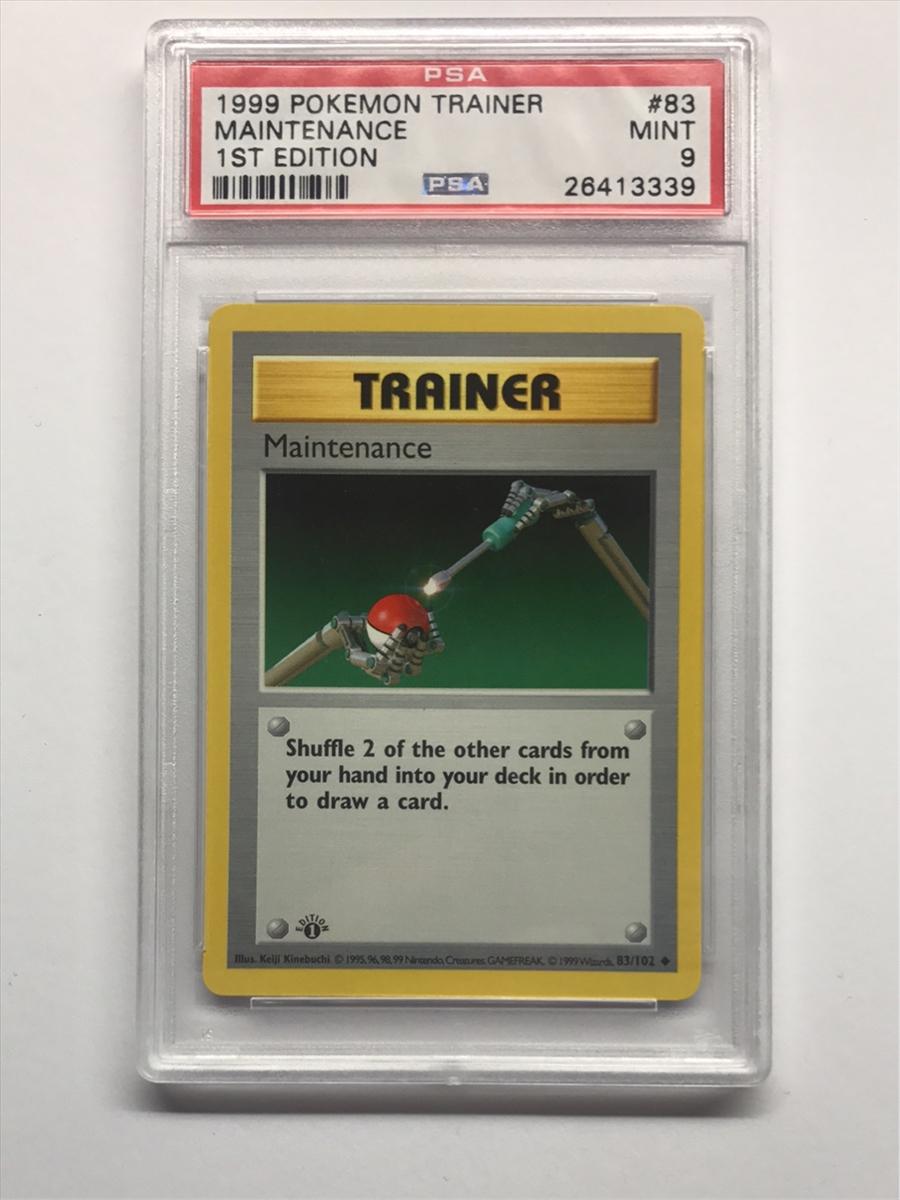 PSA
1999 POKEMON TRAINER #83
MAINTENANCE MINT
1ST EDITION 9
PSA 26413339
TRAINER
Maintenance
Shuffle 2 of the other cards from
your hand into your deck in order
to draw a card.
EDITION
1
Illus. Keiji Kinebuchi © 1995, 96, 98, 99 Nintendo, Creatures, GAMEFREAK. © 1999 Wizards. 83/102